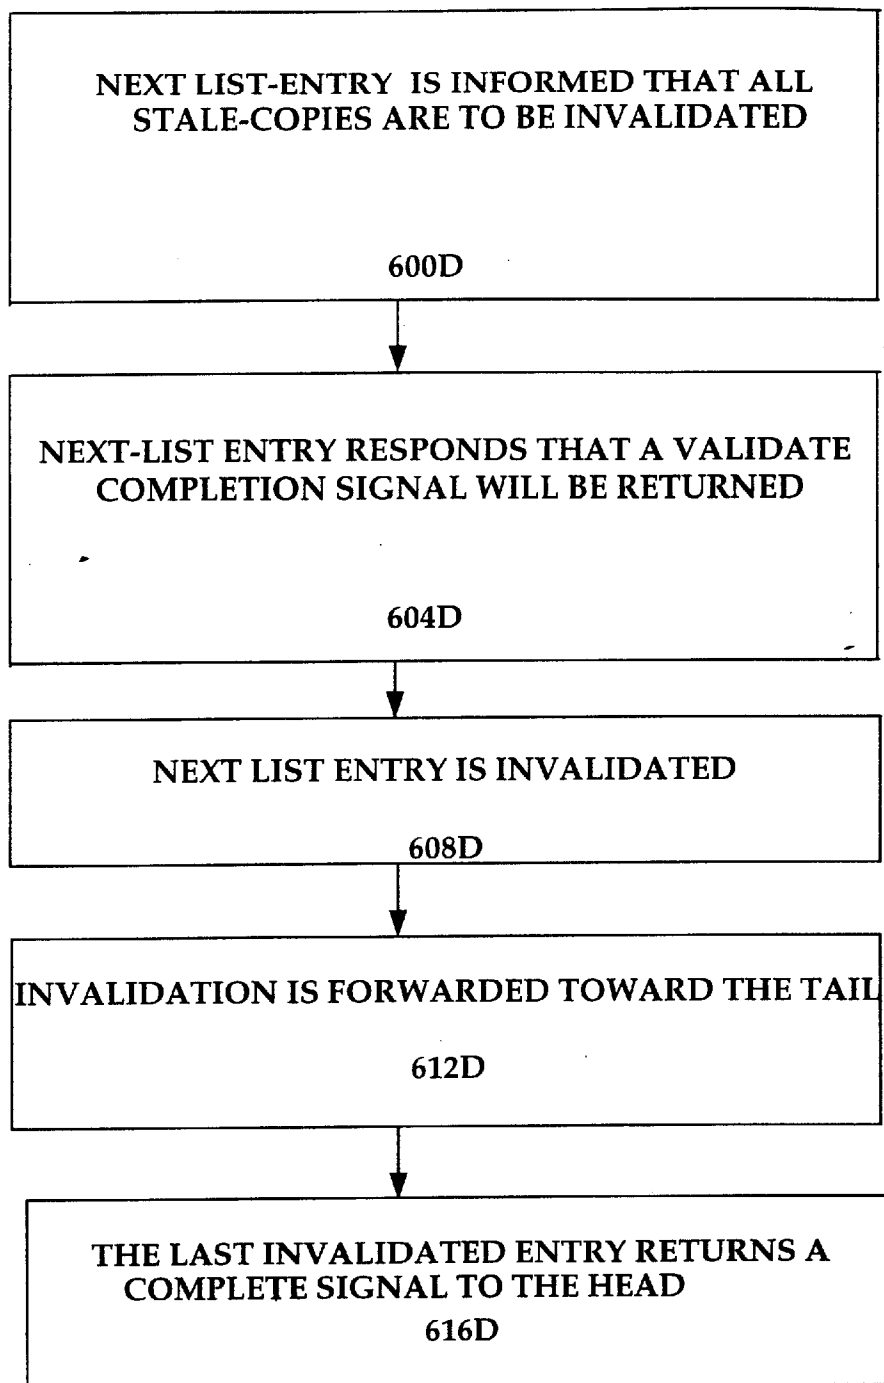 NEXT LIST-ENTRY IS INFORMED THAT ALL
STALE-COPIES ARE TO BE INVALIDATED
600D
NEXT-LIST ENTRY RESPONDS THAT A VALIDATE
COMPLETION SIGNAL WILL BE RETURNED
604D
NEXT LIST ENTRY IS INVALIDATED
608D
INVALIDATION IS FORWARDED TOWARD THE TAIL
612D
THE LAST INVALIDATED ENTRY RETURNS A
COMPLETE SIGNAL TO THE HEAD
616D